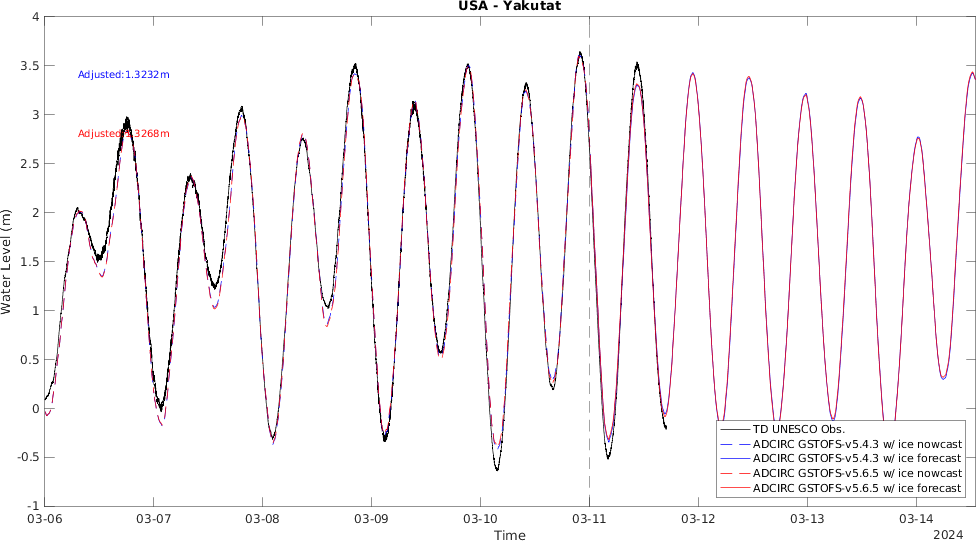 USA - Yakutat
4
3.5
3
2.5
2
1.5
1
0.5
0
-0.5
-1
Water Level (m)
Adjusted:1.3232m
Adjusted:1.3268m
TD UNESCO Obs.
ADCIRC GSTOFS-v5.4.3 w/ ice nowcast
ADCIRC GSTOFS-v5.4.3 w/ ice forecast
ADCIRC GSTOFS-v5.6.5 w/ ice nowcast
ADCIRC GSTOFS-v5.6.5 w/ ice forecast
03-06 03-07 03-08 03-09 03-10 03-11 03-12 03-13 03-14
Time
2024